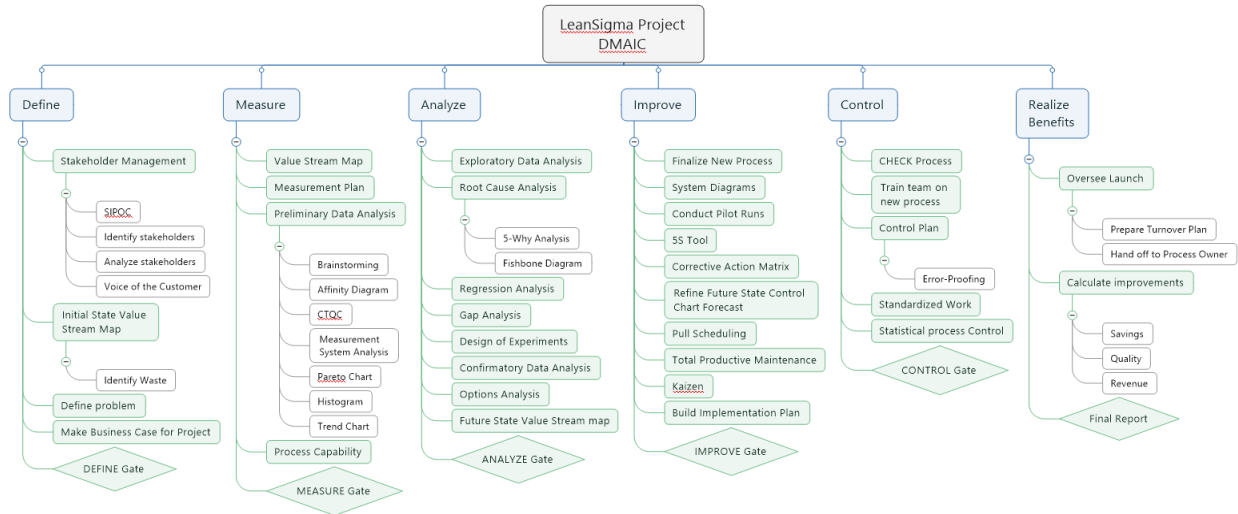 LeanSigma Project
DMAIC
Define
Stakeholder Management
SIPOC
Identify stakeholders
Analyze stakeholders
Voice of the Customer
Initial State Value
Stream Map
Identify Waste
Define problem
Make Business Case for Project
DEFINE Gate
Measure
Value Stream Map
Measurement Plan
Preliminary Data Analysis
Brainstorming
Affinity Diagram
CTQC
Measurement
System Analysis
Pareto Chart
Histogram
Trend Chart
Process Capability
MEASURE Gate
Analyze
Exploratory Data Analysis
Root Cause Analysis
5-Why Analysis
Fishbone Diagram
Regression Analysis
Gap Analysis
Design of Experiments
Confirmatory Data Analysis
Options Analysis
Future State Value Stream map
ANALYZE Gate
Improve
Finalize New Process
System Diagrams
Conduct Pilot Runs
5S Tool
Corrective Action Matrix
Refine Future State Control
Chart Forecast
Pull Scheduling
Total Productive Maintenance
Kaizen
Build Implementation Plan
IMPROVE Gate
Control
CHECK Process
Train team on
new process
Control Plan
Error-Proofing
Standardized Work
Statistical process Control
CONTROL Gate
Realize
Benefits
Oversee Launch
Prepare Turnover Plan
Hand off to Process Owner
Calculate improvements
Savings
Quality
Revenue
Final Report